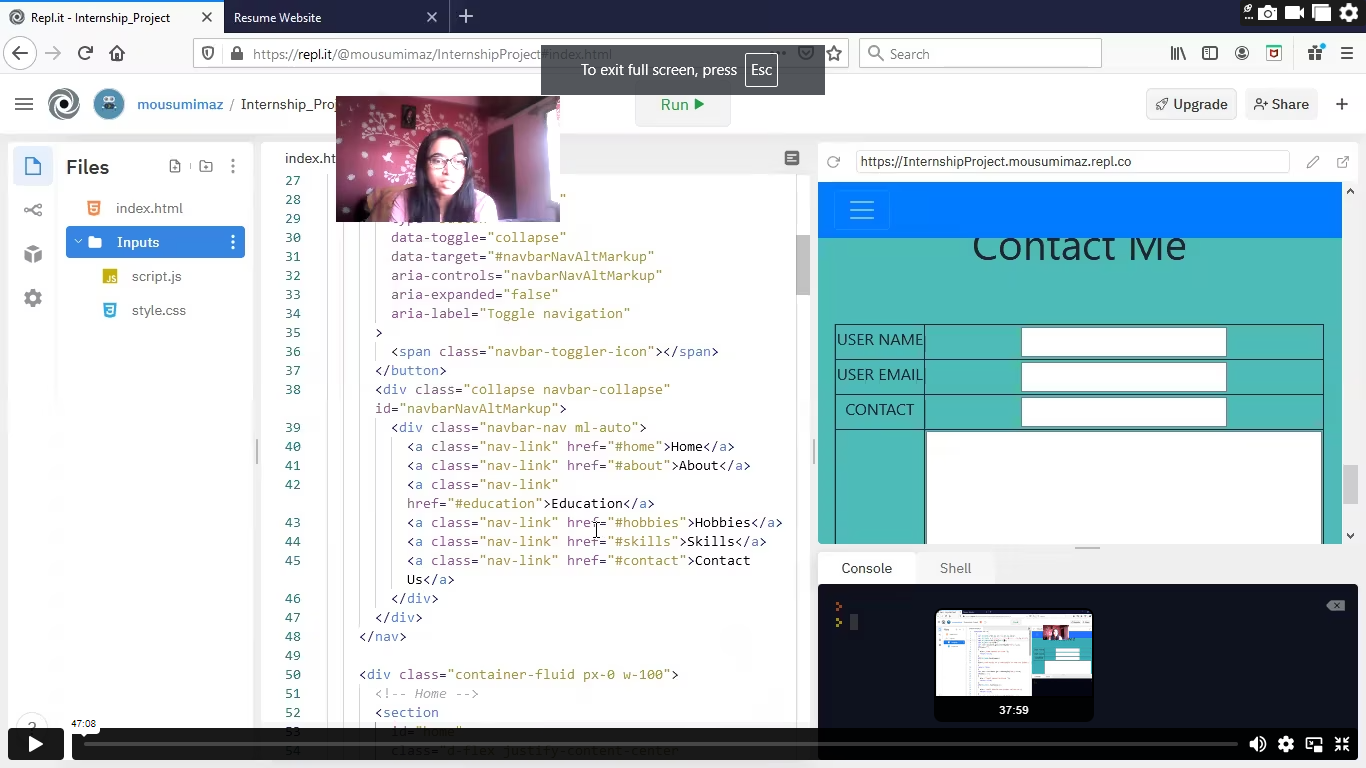 Repl.it - Internship_Project
Resume Website
https://repl.it/@mousumimaz/InternshipProject#index.html
Search
To exit full screen, press Esc
mousumimaz / Internship_Proj
Run
Upgrade
Share
Files
index.html
Inputs
script.js
style.css
index.ht
27
28 "
29
30 data-toggle="collapse"
31 data-target="#navbarNavAltMarkup"
32 aria-controls="navbarNavAltMarkup"
33 aria-expanded="false"
34 aria-label="Toggle navigation"
35 >
36 <span class="navbar-toggler-icon"></span>
37 </button>
38 <div class="collapse navbar-collapse"
id="navbarNavAltMarkup">
39 <div class="navbar-nav ml-auto">
40 <a class="nav-link" href="#home">Home</a>
41 <a class="nav-link" href="#about">About</a>
42 <a class="nav-link"
href="#education">Education</a>
43 <a class="nav-link" href="#hobbies">Hobbies</a>
44 <a class="nav-link" href="#skills">Skills</a>
45 <a class="nav-link" href="#contact">Contact
Us</a>
46 </div>
47 </div>
48 </nav>
49
50 <div class="container-fluid px-0 w-100">
51 <!-- Home -->
52 <section
53 id="home"
54 class="d-flex justify-content-center
https://InternshipProject.mousumimaz.repl.co
Contact Me
USER NAME
USER EMAIL
CONTACT
Console
Shell
37:59
?
47:08